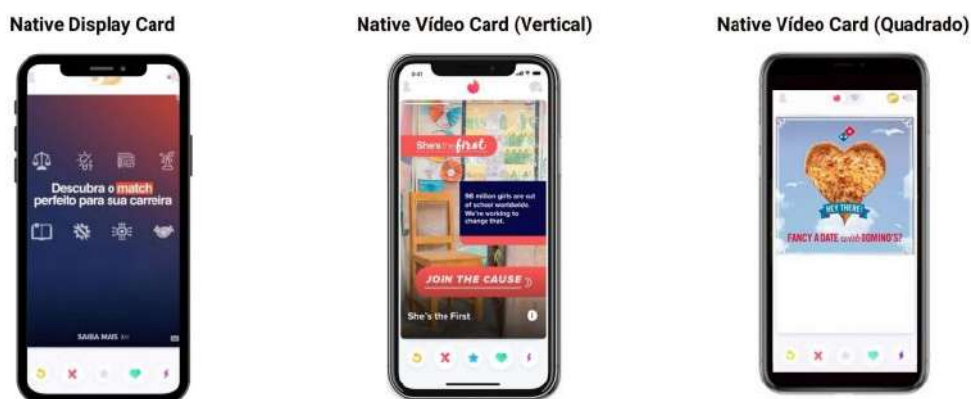 Native Display Card
Native Vídeo Card (Vertical)
Native Vídeo Card (Quadrado)
Descubra o match
perfeito para sua carreira
SAIBA MAIS
9:41
She's the first
98 million girls are out
of school worldwide.
We're working to
change that.
JOIN THE CAUSE
She's the First
HEY THERE!
FANCY A DATE with DOMINO'S?